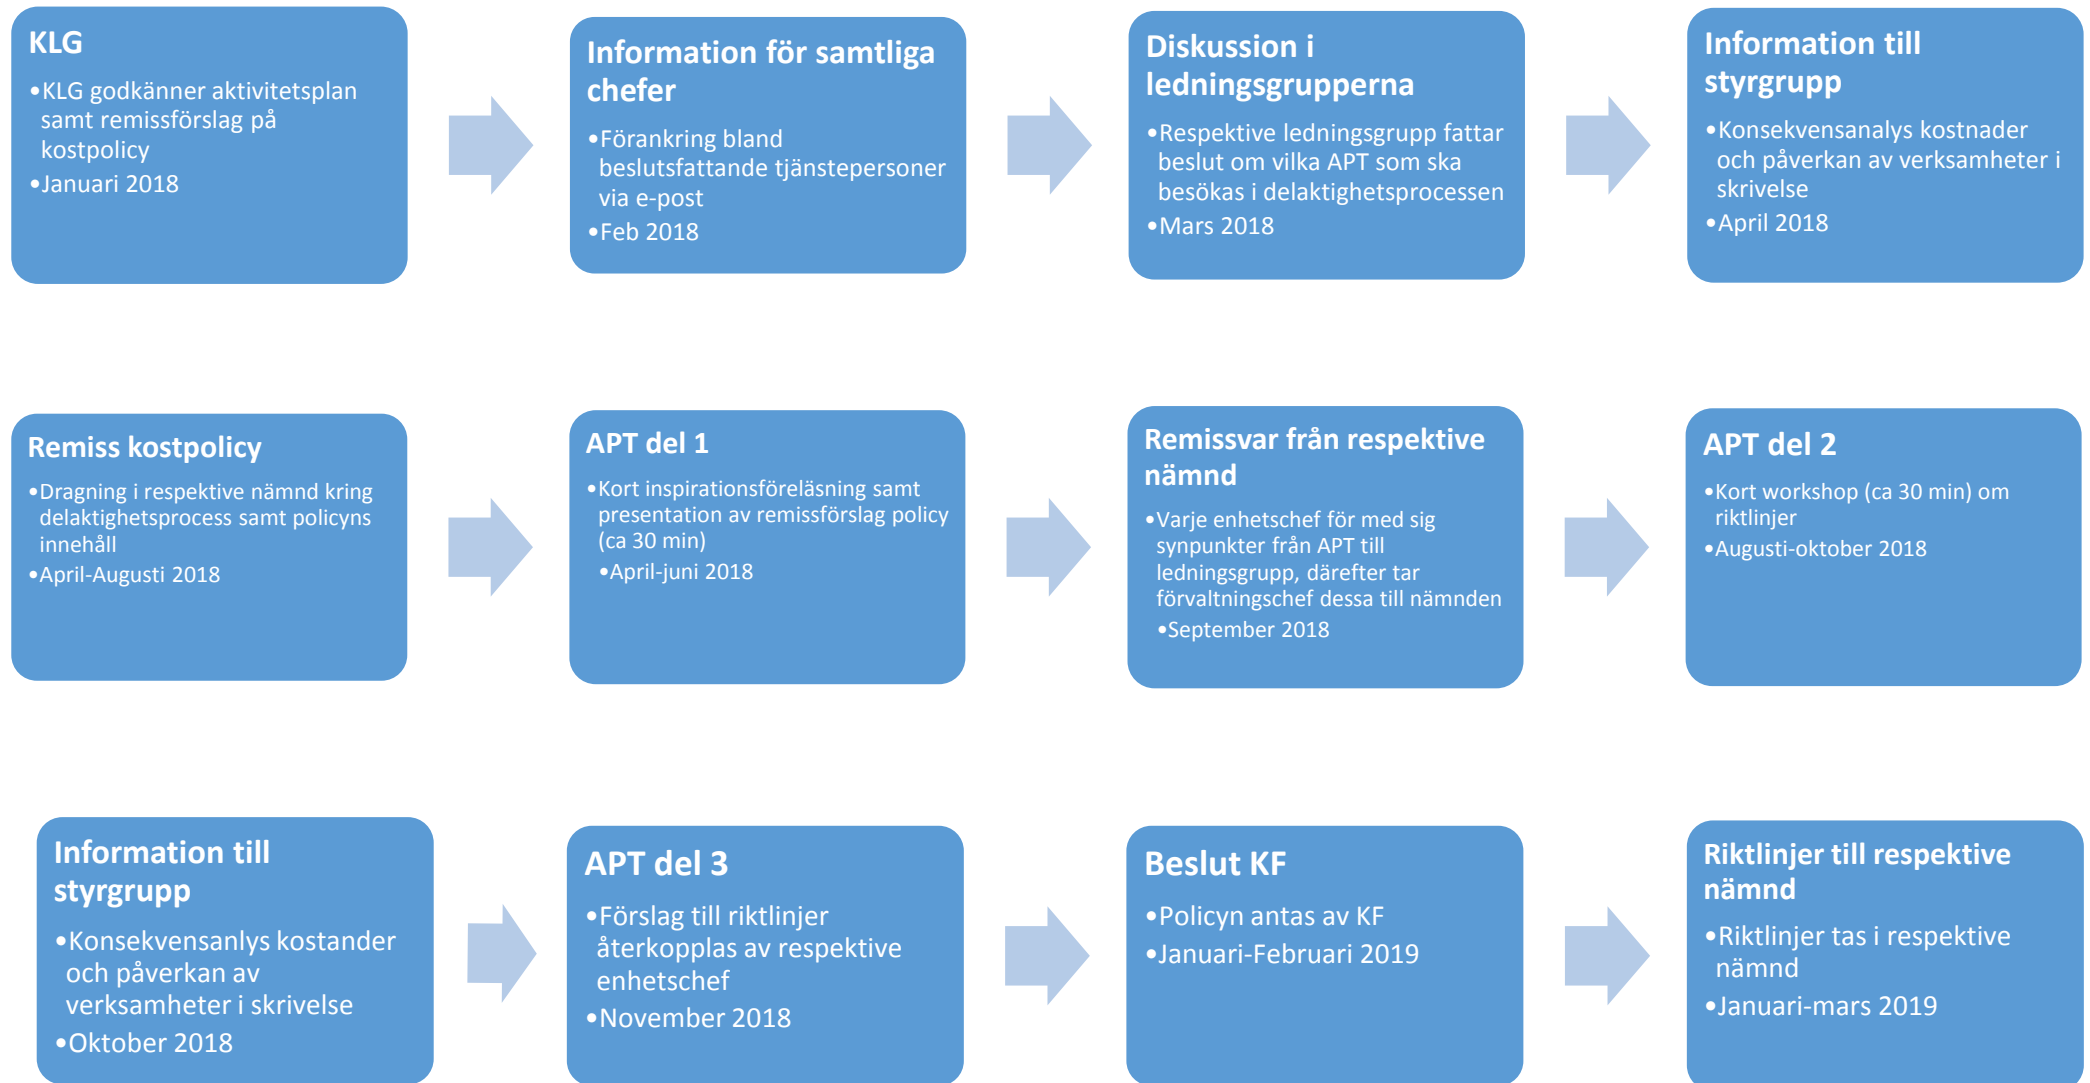 KLG
•KLG godkänner aktivitetsplan
samt remissförslag på
kostpolicy
•Januari 2018
Information för samtliga
chefer
•Förankring bland
beslutsfattande tjänstepersoner
via e-post
•Feb 2018
Diskussion i
ledningsgrupperna
•Respektive ledningsgrupp fattar
beslut om vilka APT som ska
besökas i delaktighetsprocessen
•Mars 2018
Information till
styrgrupp
•Konsekvensanalys kostnader
och påverkan av verksamheter i
skrivelse
•April 2018
Remiss kostpolicy
•Dragning i respektive nämnd kring
delaktighetsprocess samt policyns
innehåll
•April-Augusti 2018
APT del 1
•Kort inspirationsföreläsning samt
presentation av remissförslag policy
(ca 30 min)
•April-juni 2018
Remissvar från respektive
nämnd
•Varje enhetschef för med sig
synpunkter från APT till
ledningsgrupp, därefter tar
förvaltningschef dessa till nämnden
•September 2018
APT del 2
•Kort workshop (ca 30 min) om
riktlinjer
•Augusti-oktober 2018
Information till
styrgrupp
•Konsekvensanlys kostander
och påverkan av
verksamheter i skrivelse
•Oktober 2018
APT del 3
•Förslag till riktlinjer
återkopplas av respektive
enhetschef
•November 2018
Beslut KF
•Policyn antas av KF
•Januari-Februari 2019
Riktlinjer till respektive
nämnd
•Riktlinjer tas i respektive
nämnd
•Januari-mars 2019